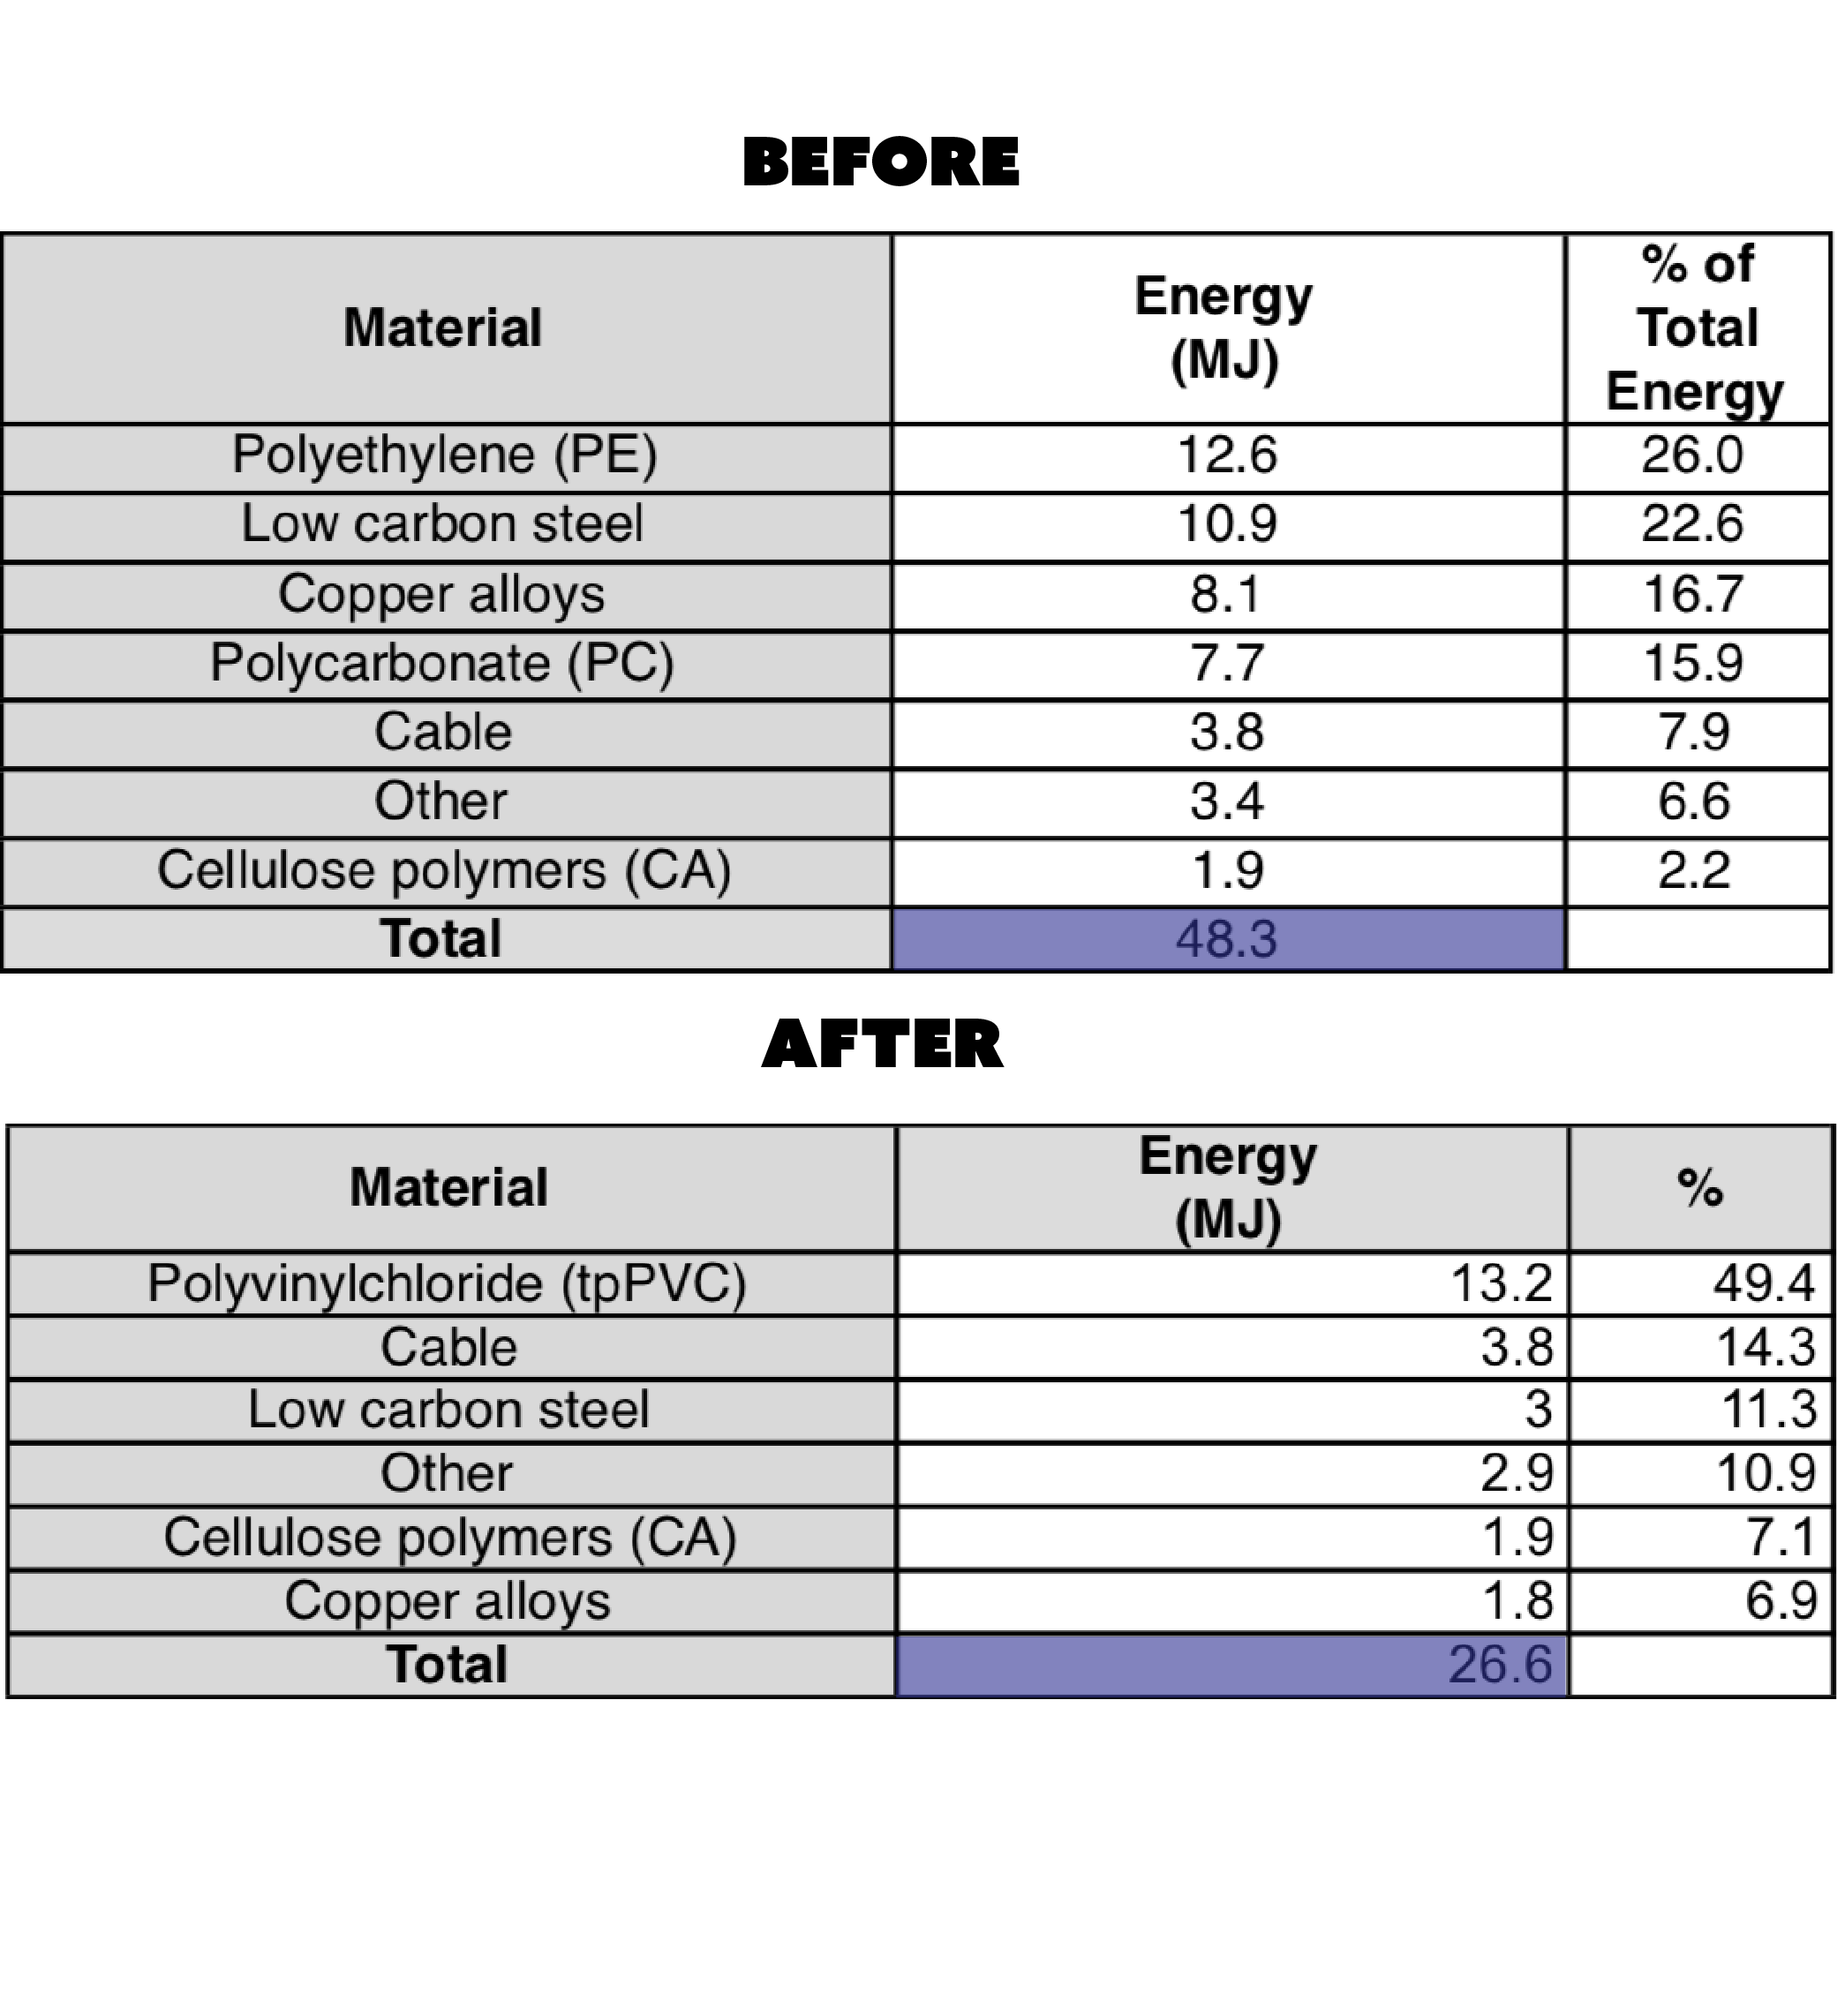 BEFORE
Material Energy (MJ) % of Total Energy
Polyethylene (PE) 12.6 26.0
Low carbon steel 10.9 22.6
Copper alloys 8.1 16.7
Polycarbonate (PC) 7.7 15.9
Cable 3.8 7.9
Other 3.4 6.6
Cellulose polymers (CA) 1.9 2.2
Total 48.3
AFTER
Material Energy (MJ) %
Polyvinylchloride (tpPVC) 13.2 49.4
Cable 3.8 14.3
Low carbon steel 3 11.3
Other 2.9 10.9
Cellulose polymers (CA) 1.9 7.1
Copper alloys 1.8 6.9
Total 26.6